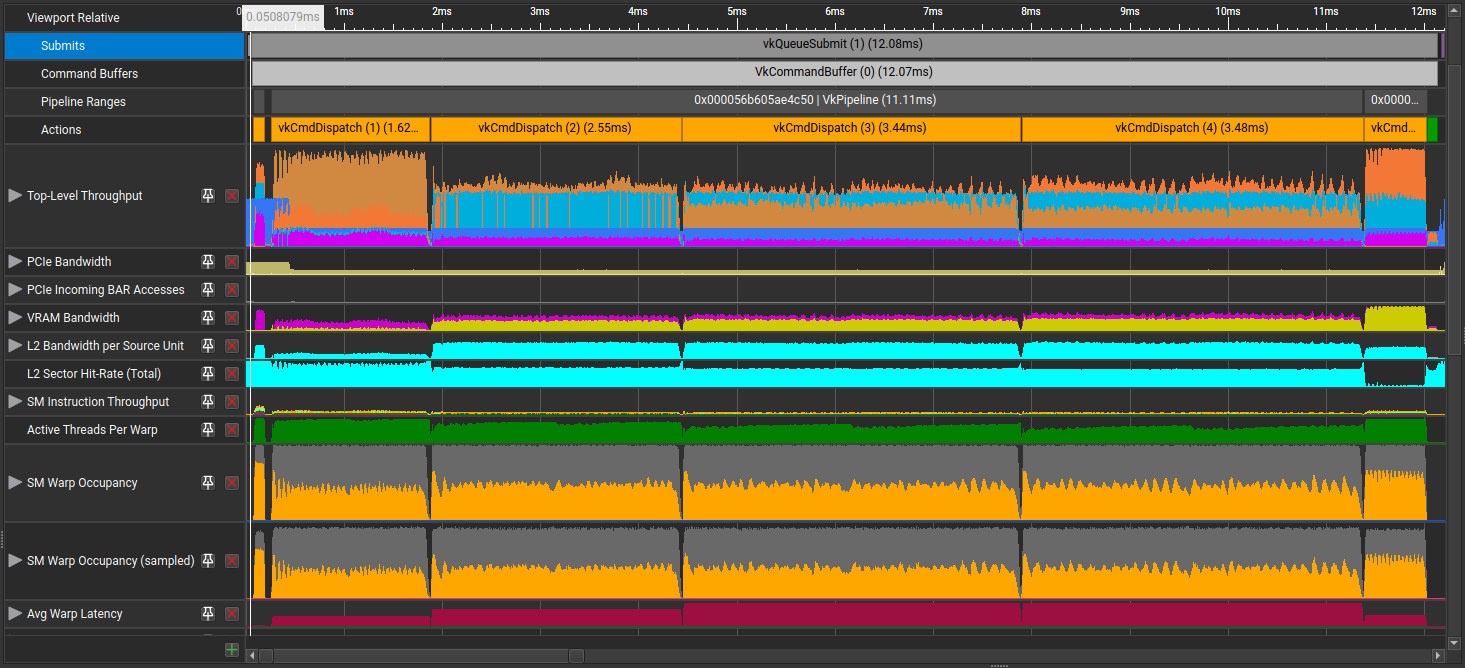 Viewport Relative
0
0.0508079ms
1ms
2ms
3ms
4ms
5ms
6ms
7ms
8ms
9ms
10ms
11ms
12ms
Submits
vkQueueSubmit (1) (12.08ms)
Command Buffers
VkCommandBuffer (0) (12.07ms)
Pipeline Ranges
0x000056b605ae4c50 | VkPipeline (11.11ms)
0x0000...
Actions
vkCmdDispatch (1) (1.62...
vkCmdDispatch (2) (2.55ms)
vkCmdDispatch (3) (3.44ms)
vkCmdDispatch (4) (3.48ms)
vkCmd...
Top-Level Throughput
PCIe Bandwidth
PCIe Incoming BAR Accesses
VRAM Bandwidth
L2 Bandwidth per Source Unit
L2 Sector Hit-Rate (Total)
SM Instruction Throughput
Active Threads Per Warp
SM Warp Occupancy
SM Warp Occupancy (sampled)
Avg Warp Latency